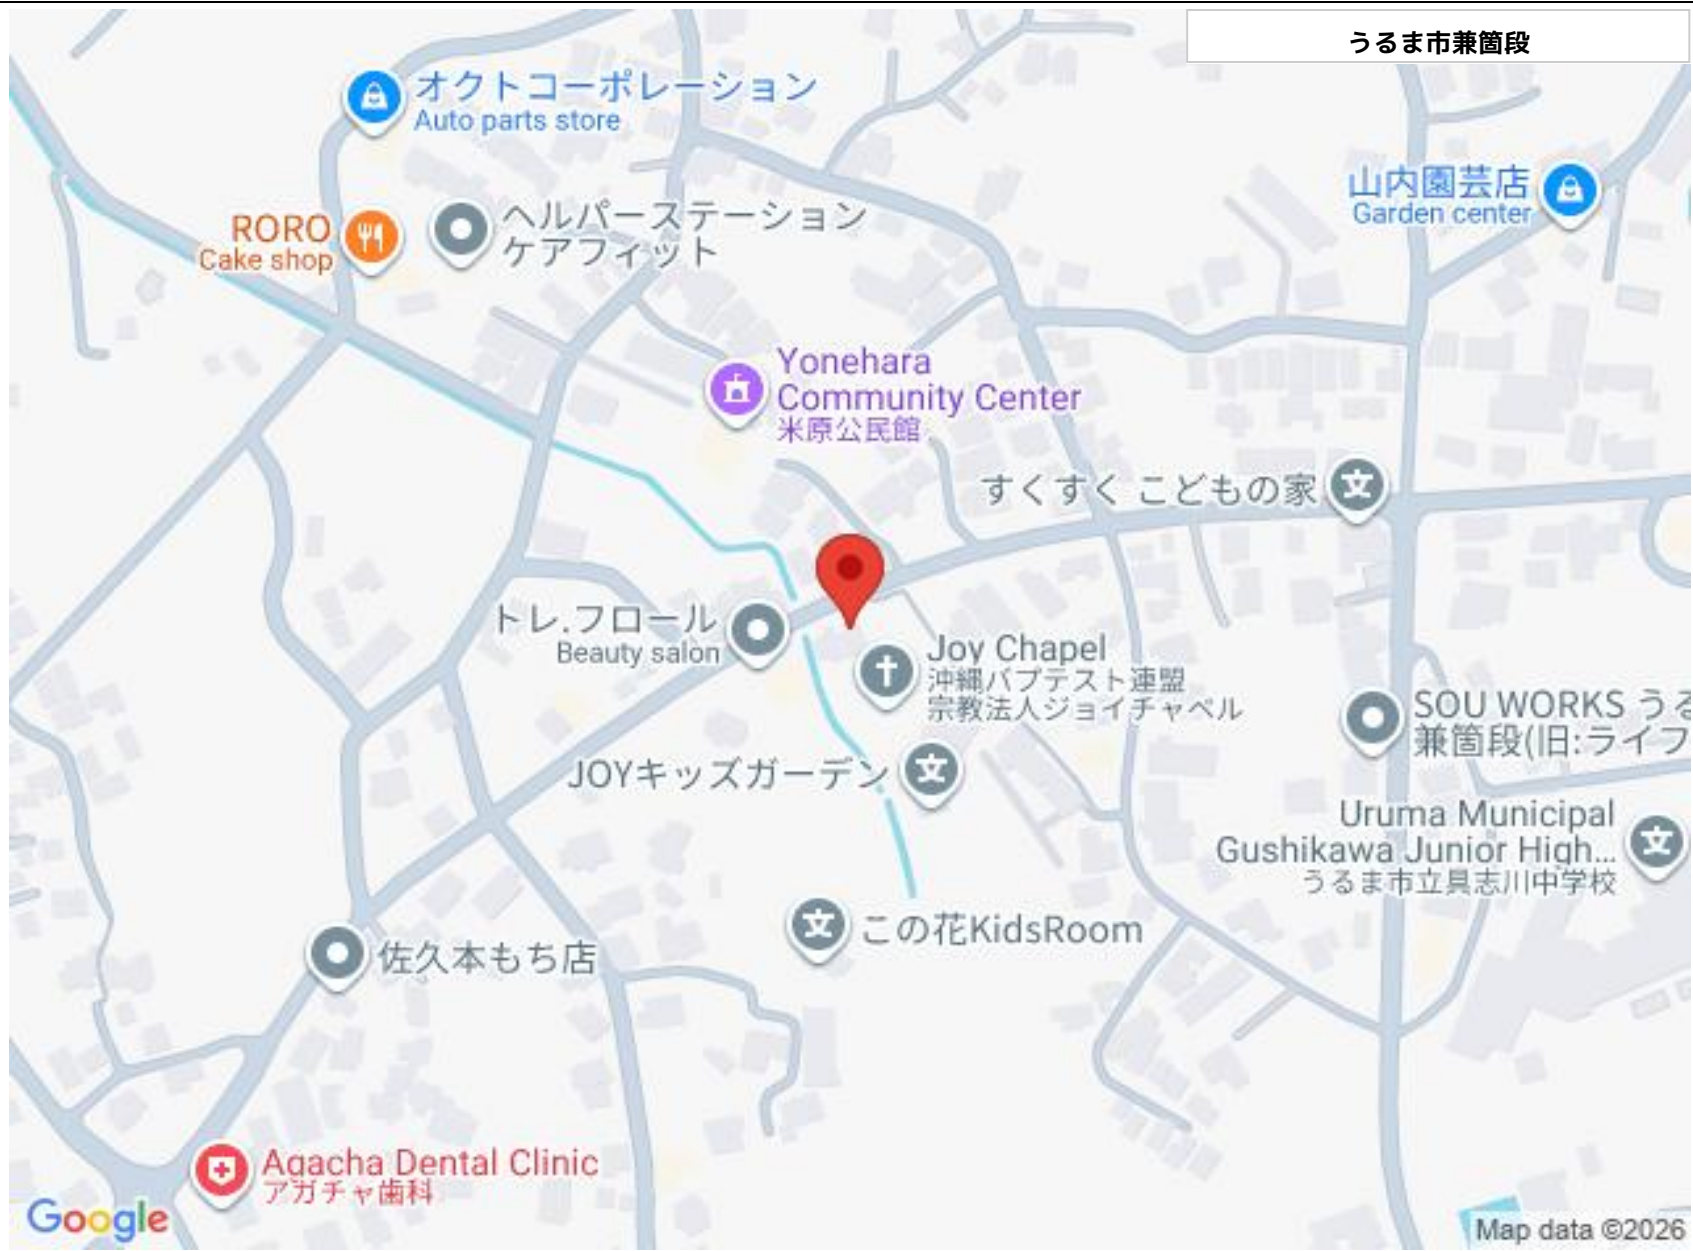 うるま市兼箇段
オクトコーポレーション
Auto parts store
山内園芸店
Garden center
RORO
Cake shop
ヘルパーステーション
ケアフィット
Yonehara
Community Center
米原公民館
すくすく こどもの家
トレ.フロール
Beauty salon
Joy Chapel
沖縄バプテスト連盟
宗教法人ジョイチャペル
SOU WORKS うる
兼箇段(旧:ライフ
JOYキッズガーデン
Uruma Municipal
Gushikawa Junior High...
うるま市立具志川中学校
この花KidsRoom
佐久本もち店
Agacha Dental Clinic
アガチャ歯科
Google
Map data ©2026